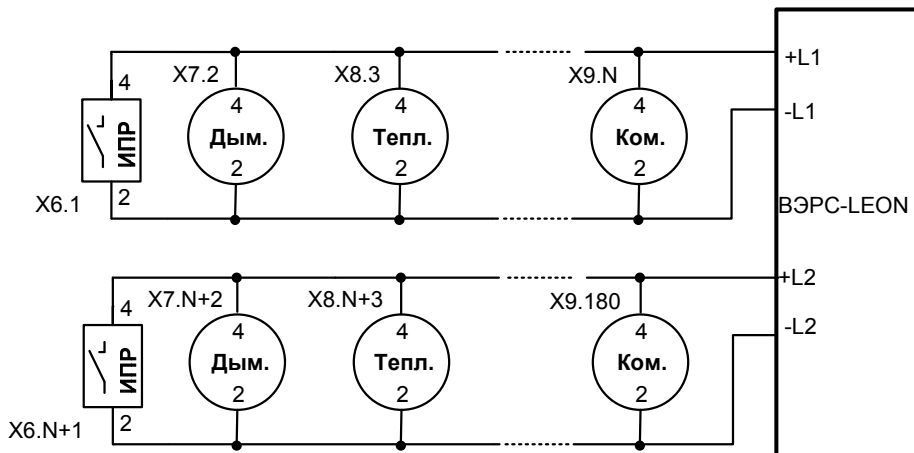 X7.2 X8.3 X9.N +L1
4 4 4 4
ИПР Дым. Тепл. Ком. -L1
2 2 2 2
X6.1
ВЭРС-LEON
X7.N+2 X8.N+3 X9.180 +L2
4 4 4 4
ИПР Дым. Тепл. Ком. -L2
2 2 2 2
X6.N+1